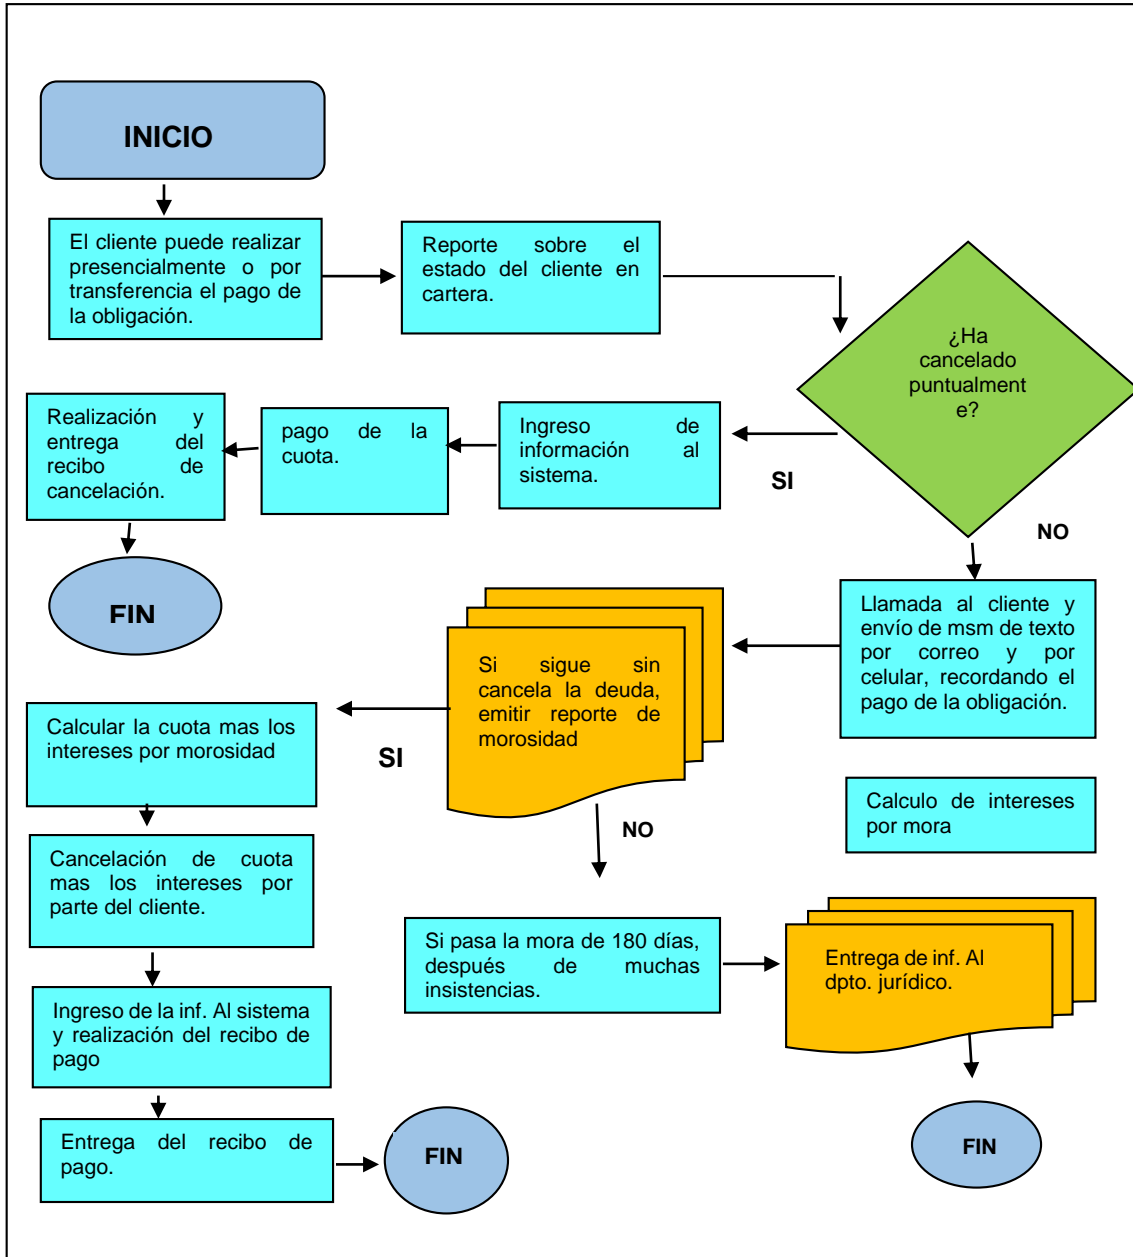 INICIO
El cliente puede realizar
presencialmente o por
transferencia el pago de
la obligación.
Reporte sobre el
estado del cliente en
cartera.
¿Ha
cancelado
puntualment
e?
SI
NO
Ingreso de
información al
sistema.
pago de la
cuota.
Realización y
entrega del
recibo de
cancelación.
FIN
Llamada al cliente y
envío de msm de texto
por correo y por
celular, recordando el
pago de la obligación.
Si sigue sin
cancela la deuda,
emitir reporte de
morosidad
SI
NO
Calcular la cuota mas los
intereses por morosidad
Calculo de intereses
por mora
Cancelación de cuota
mas los intereses por
parte del cliente.
Si pasa la mora de 180 días,
después de muchas
insistencias.
Entrega de inf. Al
dpto. jurídico.
Ingreso de la inf. Al sistema
y realización del recibo de
pago
Entrega del recibo de
pago.
FIN
FIN